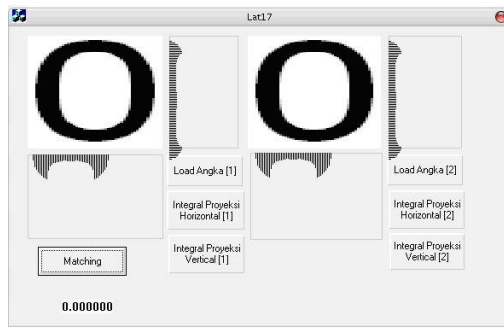 Lat17
O
O
Load Angka [1]
Load Angka [2]
Integral Proyeksi
Horizontal [1]
Integral Proyeksi
Horizontal [2]
Matching
Integral Proyeksi
Vertical [1]
Integral Proyeksi
Vertical [2]
0.000000